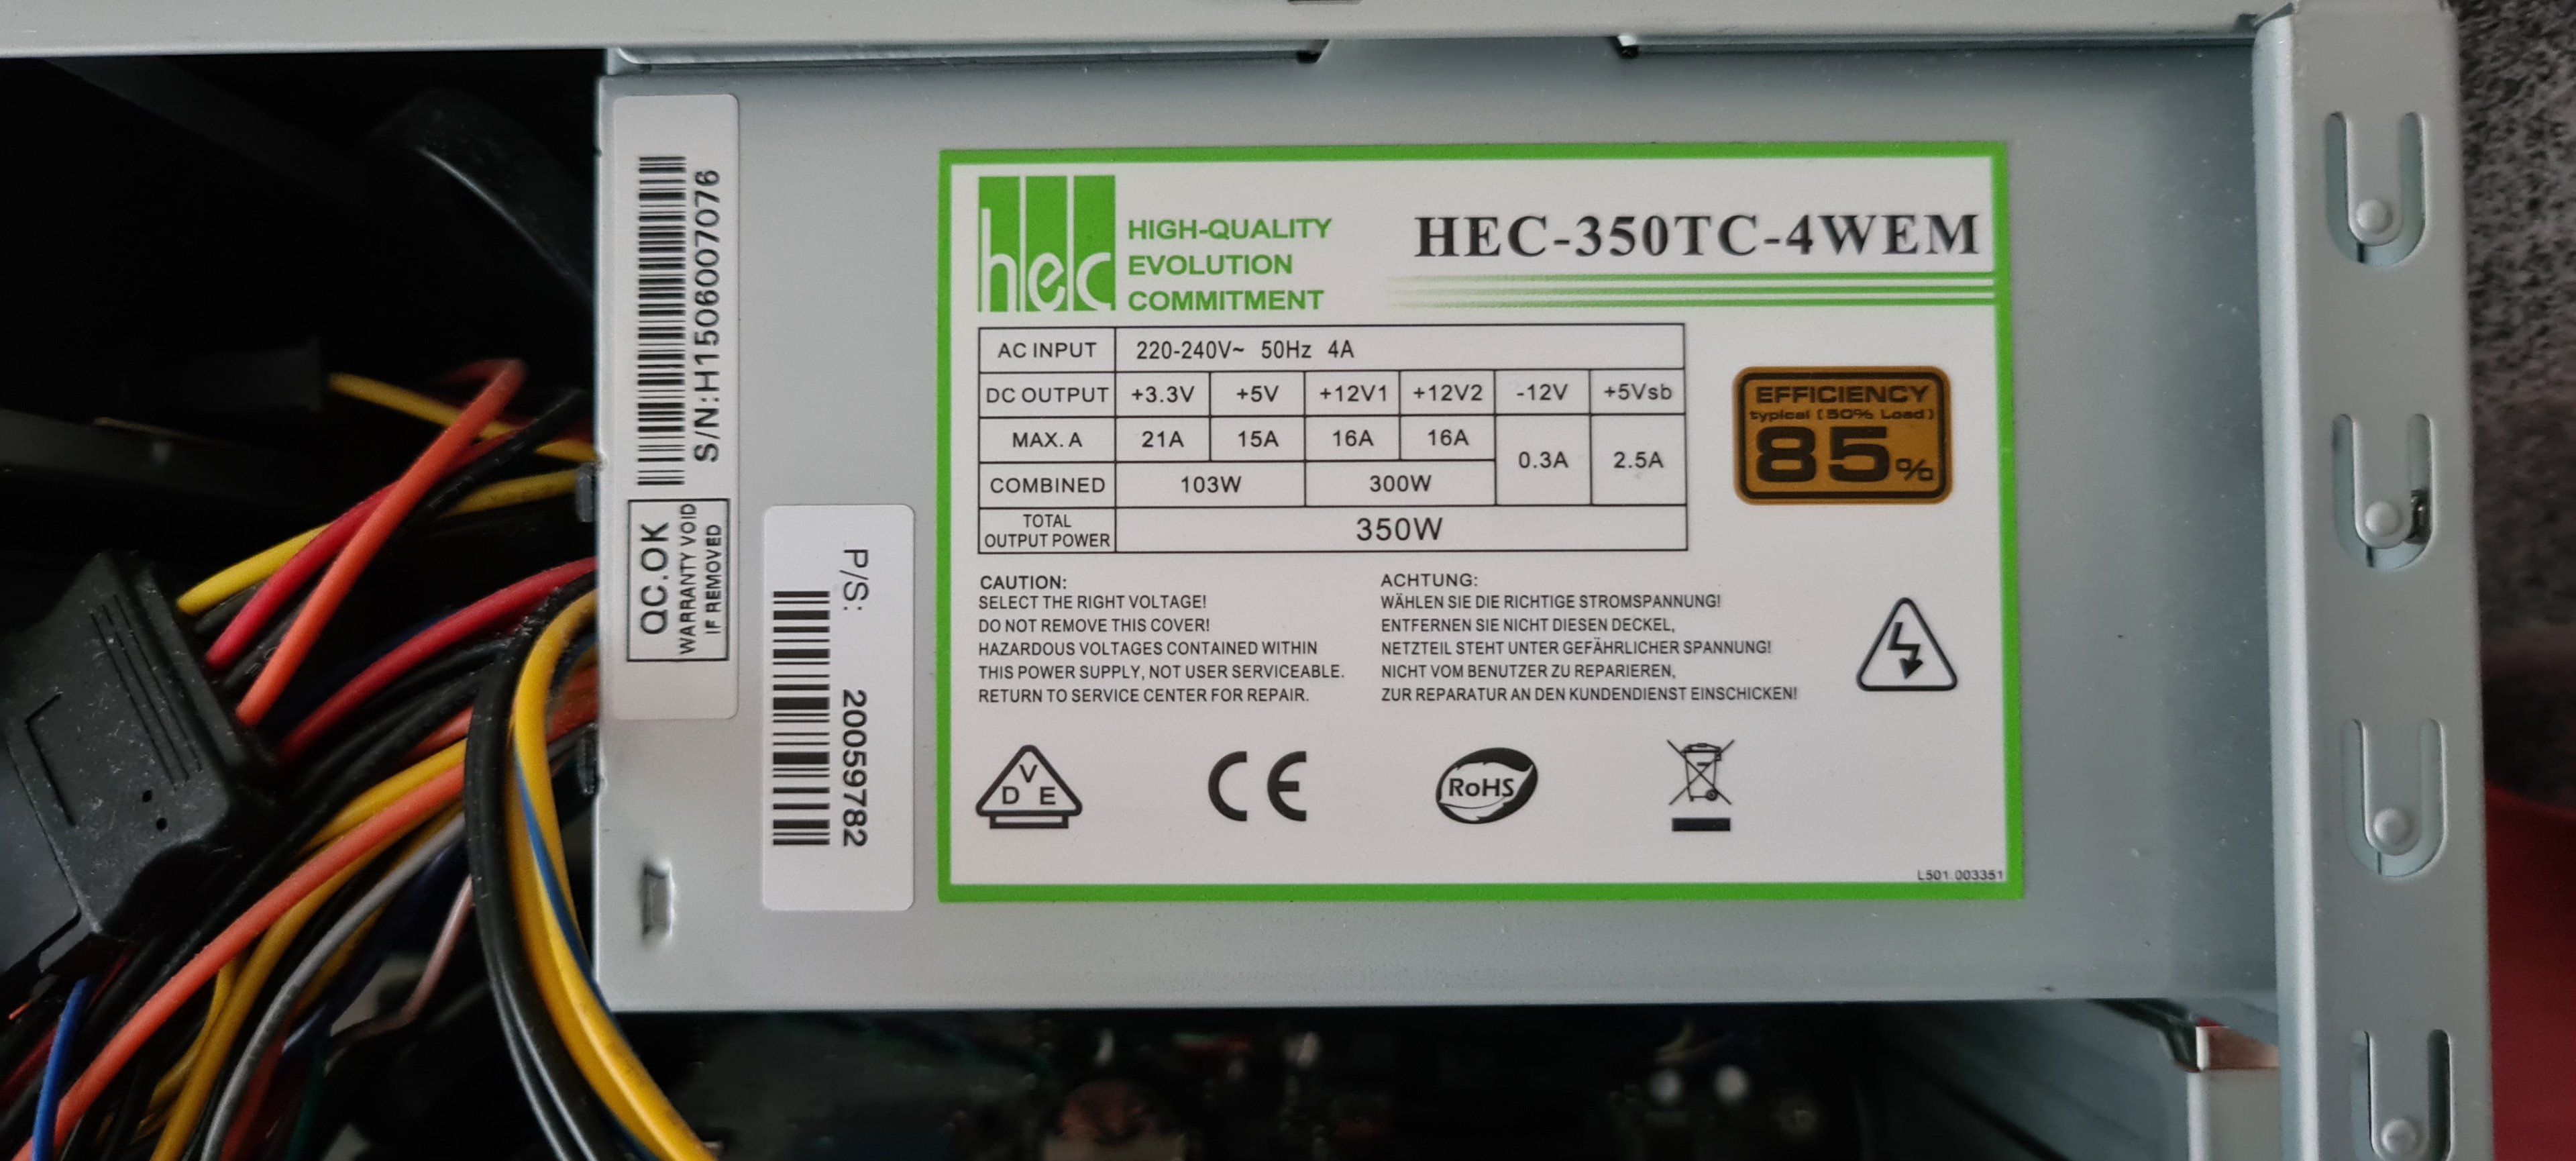 S/N:H150600 7076
QC.OK
WARRANTY VOID
IF REMOVED
P/S:
20059782
hec
HIGH-QUALITY
EVOLUTION
COMMITMENT
HEC-350TC-4WEM
AC INPUT 220-240V~ 50Hz 4A
DC OUTPUT +3.3V +5V +12V1 +12V2 -12V +5Vsb
MAX. A 21A 15A 16A 16A 0.3A 2.5A
COMBINED 103W 300W
TOTAL
OUTPUT POWER 350W
EFFICIENCY
typical (50% Load)
85%
CAUTION:
SELECT THE RIGHT VOLTAGE!
DO NOT REMOVE THIS COVER!
HAZARDOUS VOLTAGES CONTAINED WITHIN
THIS POWER SUPPLY, NOT USER SERVICEABLE.
RETURN TO SERVICE CENTER FOR REPAIR.
ACHTUNG:
WÄHLEN SIE DIE RICHTIGE STROMSPANNUNG!
ENTFERNEN SIE NICHT DIESEN DECKEL,
NETZTEIL STEHT UNTER GEFÄHRLICHER SPANNUNG!
NICHT VOM BENUTZER ZU REPARIEREN,
ZUR REPARATUR AN DEN KUNDENDIENST EINSCHICKEN!
V
D E
CE
RoHS
L501.003351